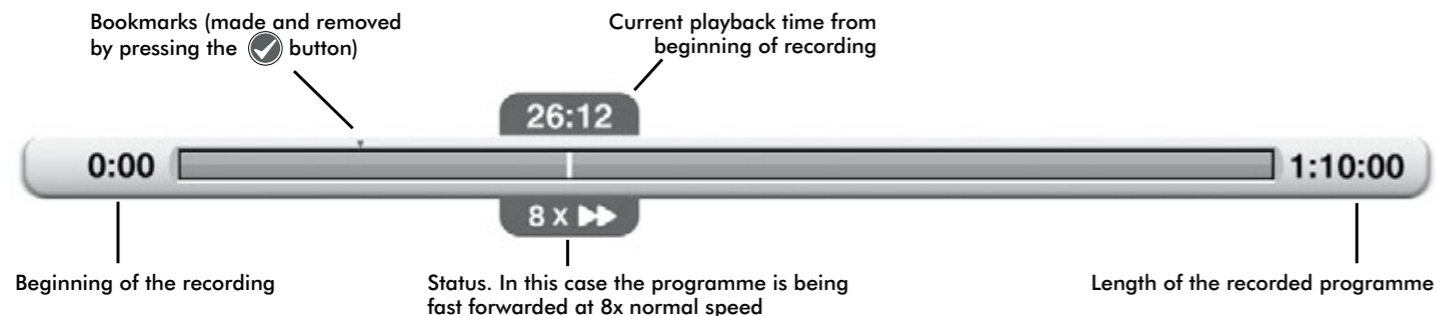 Bookmarks (made and removed
by pressing the button)
Current playback time from
beginning of recording
26:12
0:00
1:10:00
8 x
Beginning of the recording
Status. In this case the programme is being
fast forwarded at 8x normal speed
Length of the recorded programme